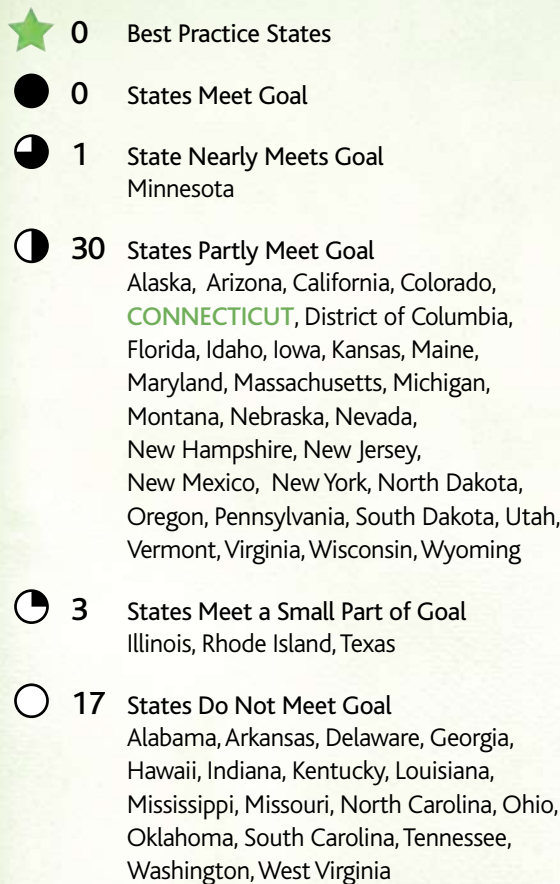 0 Best Practice States
0 States Meet Goal
1 State Nearly Meets Goal
Minnesota
30 States Partly Meet Goal
Alaska, Arizona, California, Colorado,
CONNECTICUT, District of Columbia,
Florida, Idaho, Iowa, Kansas, Maine,
Maryland, Massachusetts, Michigan,
Montana, Nebraska, Nevada,
New Hampshire, New Jersey,
New Mexico, New York, North Dakota,
Oregon, Pennsylvania, South Dakota, Utah,
Vermont, Virginia, Wisconsin, Wyoming
3 States Meet a Small Part of Goal
Illinois, Rhode Island, Texas
17 States Do Not Meet Goal
Alabama, Arkansas, Delaware, Georgia,
Hawaii, Indiana, Kentucky, Louisiana,
Mississippi, Missouri, North Carolina, Ohio,
Oklahoma, South Carolina, Tennessee,
Washington, West Virginia